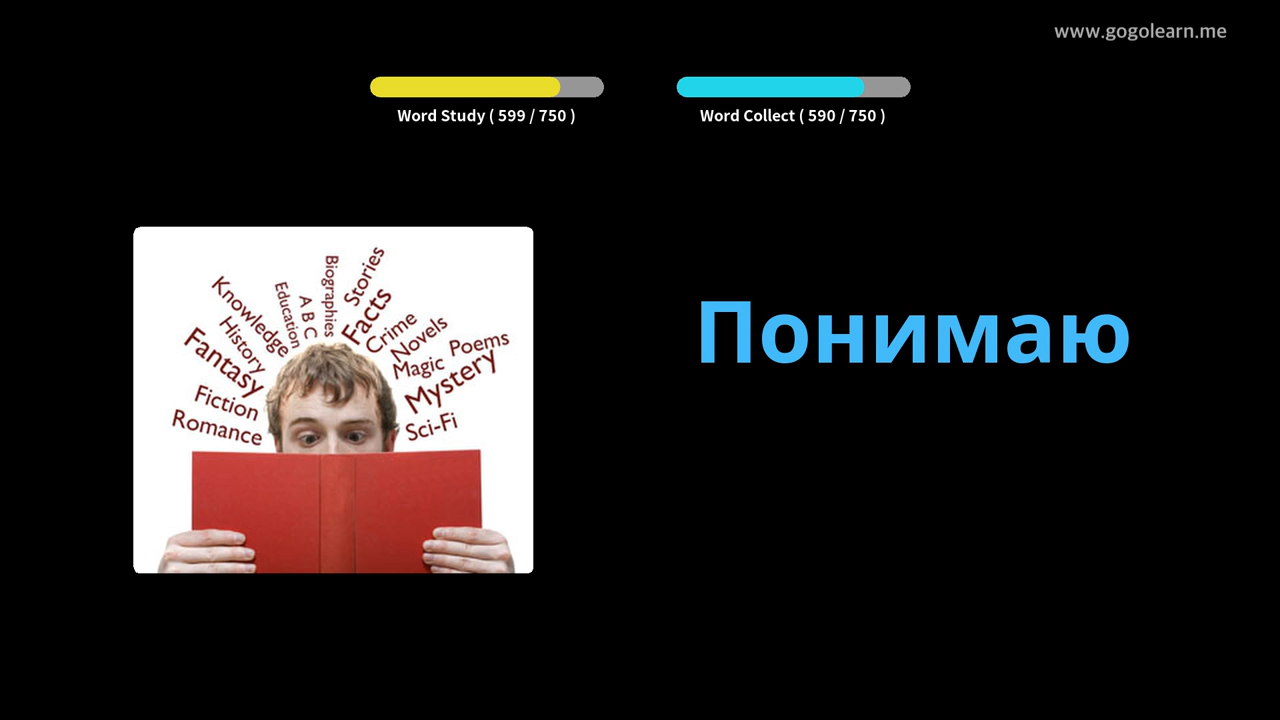 www.gogolearn.me
Word Study ( 599 / 750 )
Word Collect ( 590 / 750 )
Понимаю
Romance
Fiction
Fantasy
History
Knowledge
Education
A B C
Biographies
Stories
Facts
Crime
Novels
Magic
Poems
Mystery
Sci-Fi